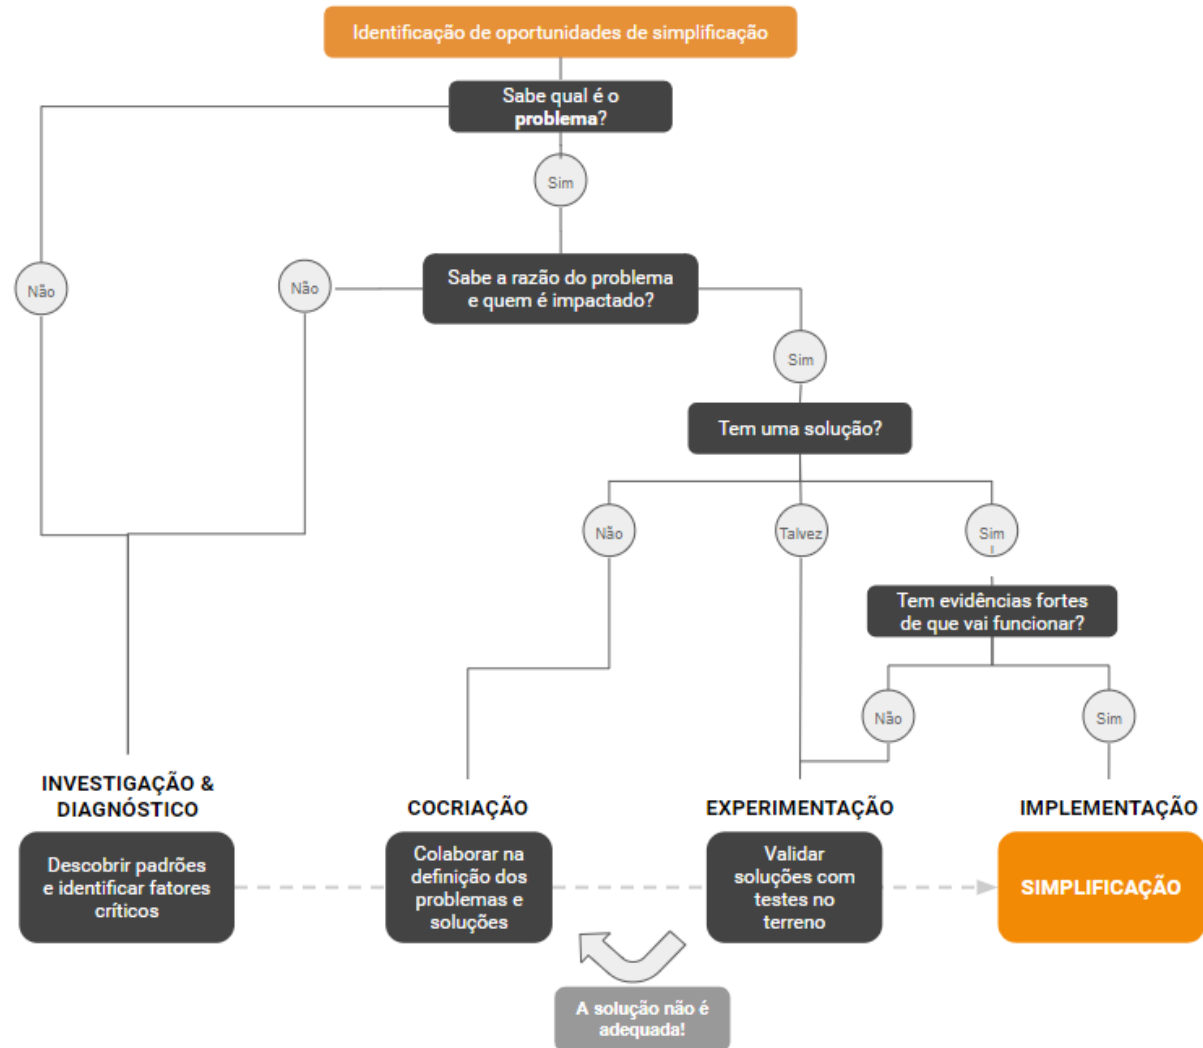 Identificação de oportunidades de simplificação
Sabe qual é o
problema?
Sim
Não
Não
Sabe a razão do problema
e quem é impactado?
Sim
Tem uma solução?
Não
Talvez
Sim
Tem evidências fortes
de que vai funcionar?
Não
Sim
INVESTIGAÇÃO &
DIAGNÓSTICO
COCRIAÇÃO
EXPERIMENTAÇÃO
IMPLEMENTAÇÃO
Descobrir padrões
e identificar fatores
críticos
Colaborar na
definição dos
problemas e
soluções
Validar
soluções com
testes no
terreno
SIMPLIFICAÇÃO
A solução não é
adequada!